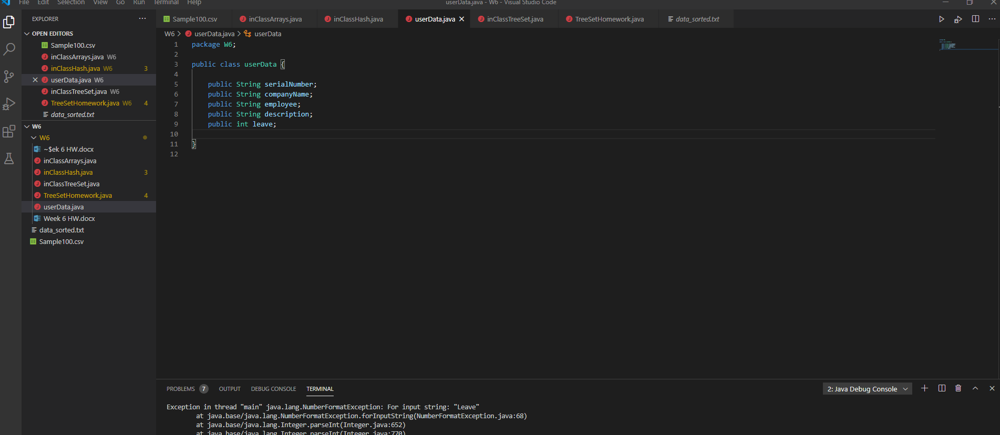 File Edit Selection View Go Run Terminal Help userData.java - W6 - Visual Studio Code
EXPLORER
OPEN EDITORS
Sample100.csv
inClassArrays.java W6
inClassHash.java W6 3
userData.java W6
inClassTreeSet.java W6
TreeSetHomework.java W6 4
data_sorted.txt
W6
W6
~$ek 6 HW.docx
inClassArrays.java
inClassHash.java 3
inClassTreeSet.java
TreeSetHomework.java 4
userData.java
Week 6 HW.docx
data_sorted.txt
Sample100.csv
Sample100.csv inClassArrays.java inClassHash.java userData.java inClassTreeSet.java TreeSetHomework.java data_sorted.txt
W6 > userData.java > userData
1 package W6;
2
3 public class userData {
4
5 public String serialNumber;
6 public String companyName;
7 public String employee;
8 public String description;
9 public int leave;
10
11 }
12
PROBLEMS 7 OUTPUT DEBUG CONSOLE TERMINAL 2: Java Debug Console
Exception in thread "main" java.lang.NumberFormatException: For input string: "Leave"
at java.base/java.lang.NumberFormatException.forInputString(NumberFormatException.java:68)
at java.base/java.lang.Integer.parseInt(Integer.java:652)
at java.base/java.lang.Integer.parseInt(Integer.java:770)